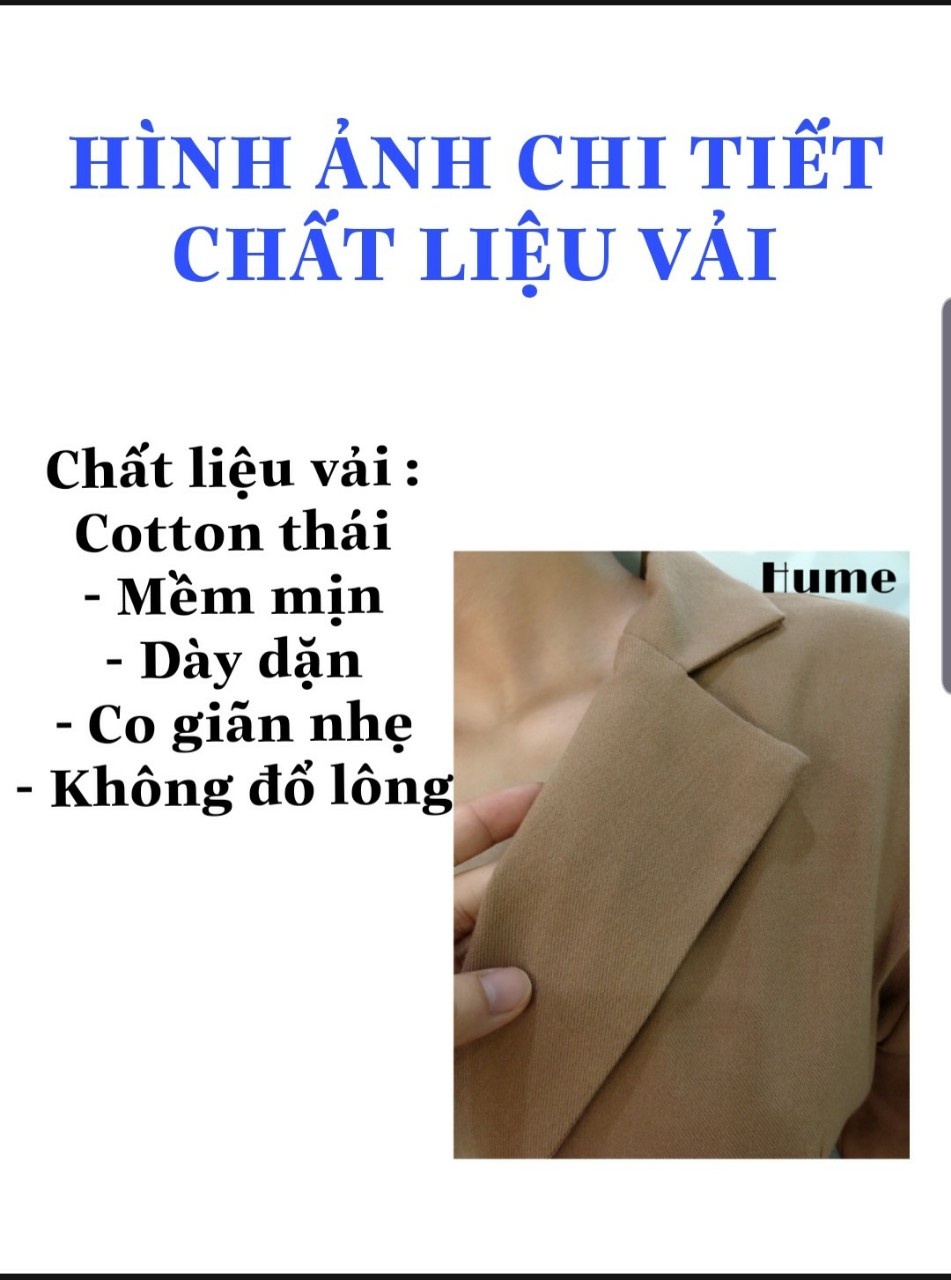 HÌNH ẢNH CHI TIẾT
CHẤT LIỆU VẢI
Chất liệu vải :
Cotton thái
- Mềm mịn
- Dày dặn
- Co giãn nhẹ
- Không đổ lông
Hume